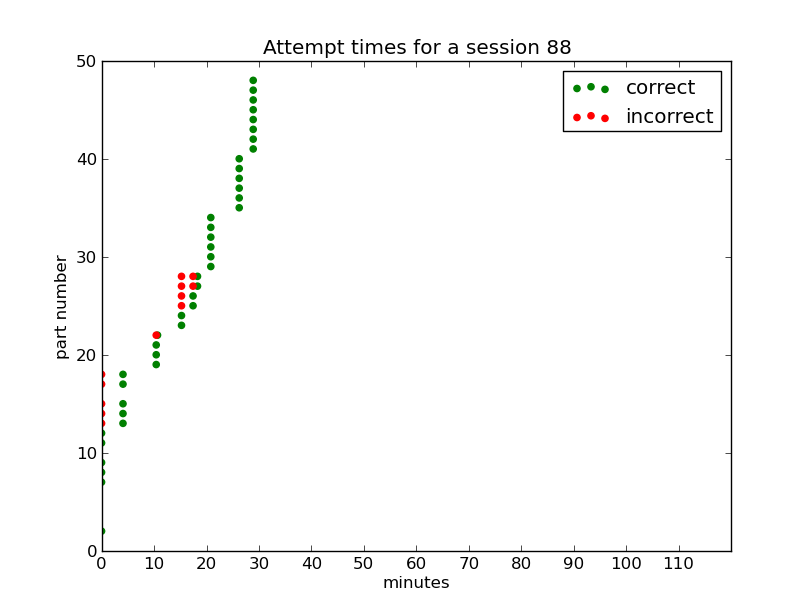 Attempt times for a session 88
correct
incorrect
part number
50
40
30
20
10
0
0 10 20 30 40 50 60 70 80 90 100 110
minutes